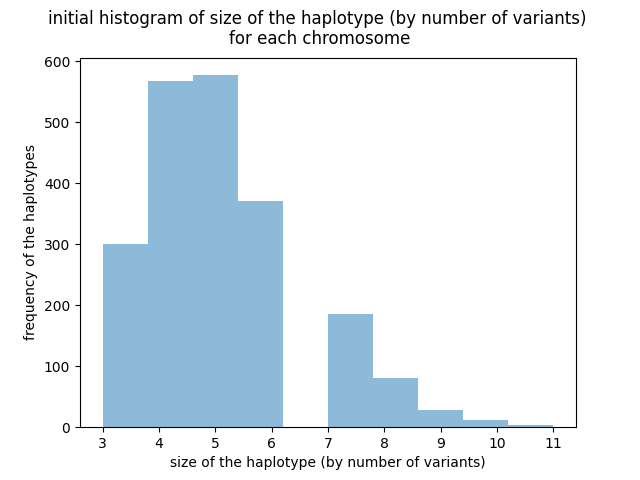 initial histogram of size of the haplotype (by number of variants)
for each chromosome
600
500
400
300
200
100
0
frequency of the haplotypes
3 4 5 6 7 8 9 10 11
size of the haplotype (by number of variants)